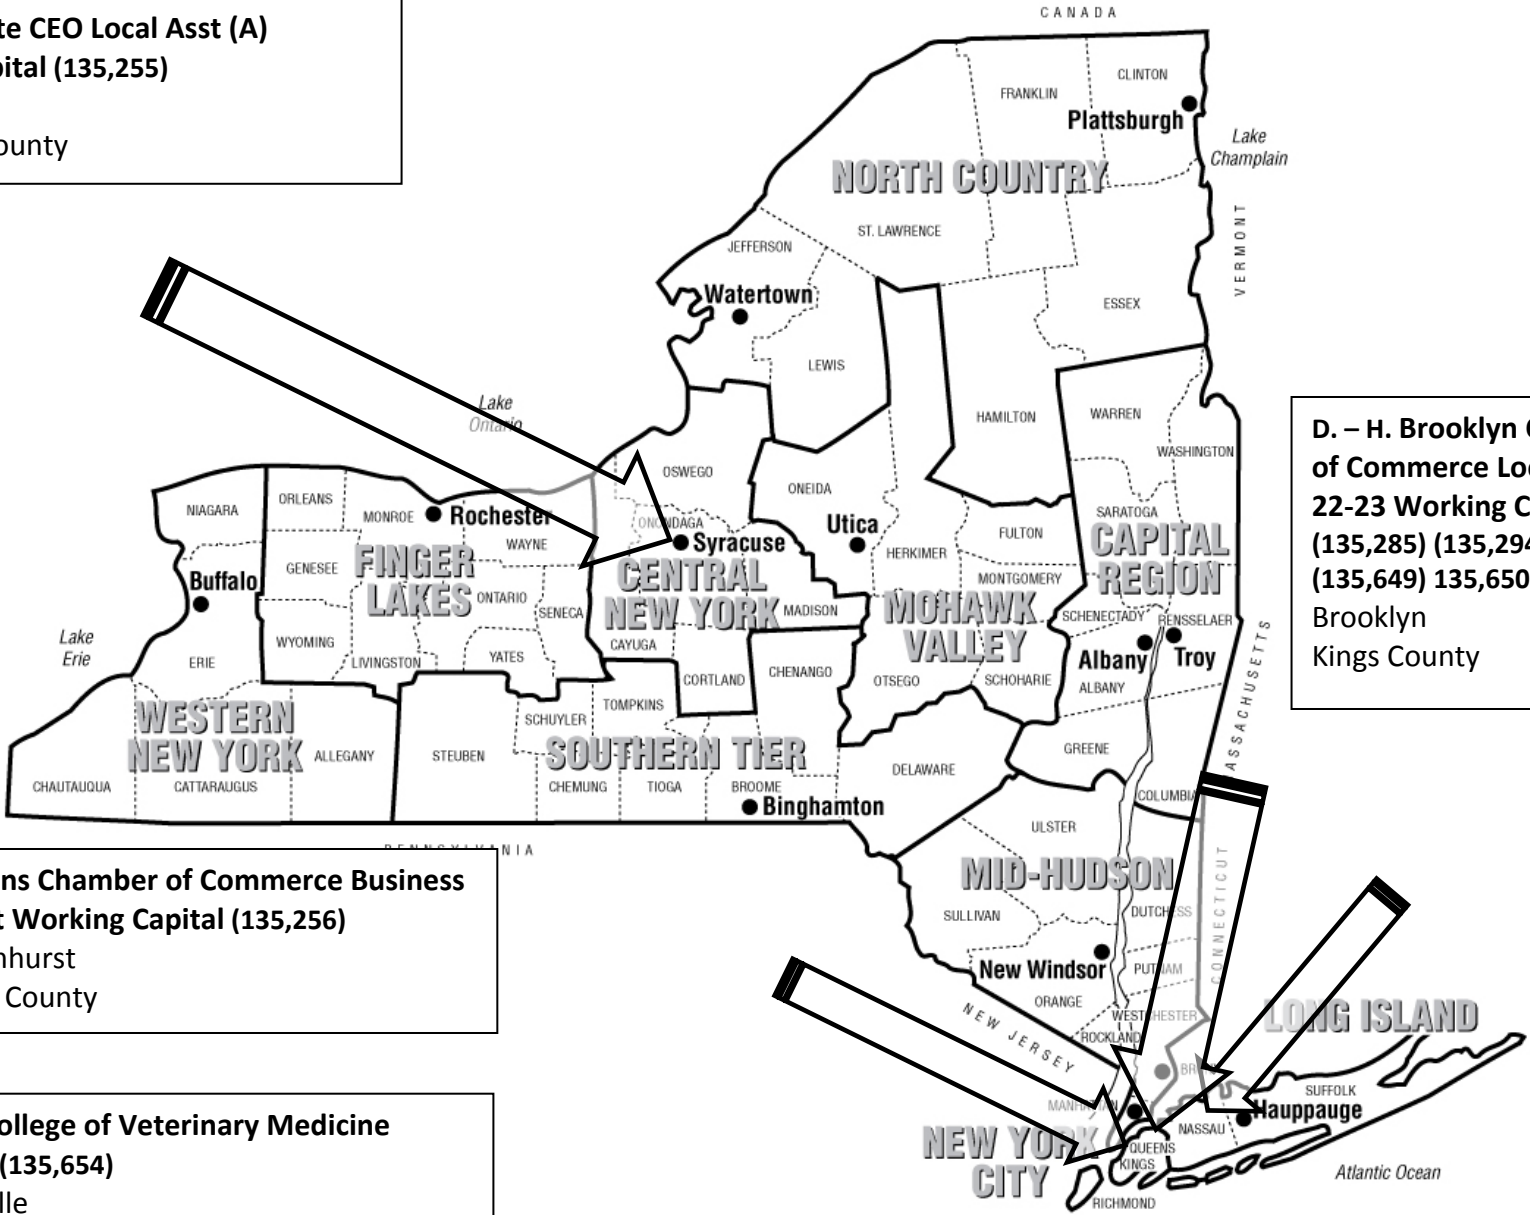 te CEO Local Asst (A)
pital (135,255)
ounty
CANADA
CLINTON
FRANKLIN
Plattsburgh
Lake
Champlain
NORTH COUNTRY
VERMONT
ST. LAWRENCE
JEFFERSON
Watertown
ESSEX
LEWIS
Lake
Ontario
HAMILTON
WARREN
WASHINGTON
D. – H. Brooklyn
of Commerce
22-23 Working
(135,285) (135,294
(135,649) 135,650
Brooklyn
Kings County
OSWEGO
ONEIDA
NIAGARA
ORLEANS
MONROE
Rochester
WAYNE
ONONDAGA
Syracuse
Utica
HERKIMER
FULTON
SARATOGA
CAPITAL
REGION
MONTGOMERY
GENESEE
FINGER
LAKES
ONTARIO
SENECA
CENTRAL
NEW YORK
MADISON
MOHAWK
VALLEY
SCHENECTADY
RENSSELAER
Buffalo
Lake
Erie
ERIE
WYOMING
LIVINGSTON
YATES
CAYUGA
CORTLAND
CHENANGO
OTSEGO
SCHOHARIE
Albany
Troy
ALBANY
ASSACHUSETTS
WESTERN
NEW YORK
ALLEGANY
STEUBEN
SCHUYLER
TOMPKINS
SOUTHERN TIER
CHAUTAUQUA
CATTARAUGUS
CHEMUNG
TIOGA
BROOME
Binghamton
DELAWARE
GREENE
COLUMBIA
PENNSYLVANIA
ULSTER
MID-HUDSON
SULLIVAN
DUTCHESS
CONNECTICUT
New Windsor
PUTNAM
ORANGE
WESTCHESTER
ROCKLAND
NEW JERSEY
LONG ISLAND
MANHATTAN
SUFFOLK
Hauppauge
NASSAU
NEW YORK
CITY
QUEENS
KINGS
RICHMOND
Atlantic Ocean
ns Chamber of Commerce Business
t Working Capital (135,256)
nhurst
County
ollege of Veterinary Medicine
(135,654)
lle